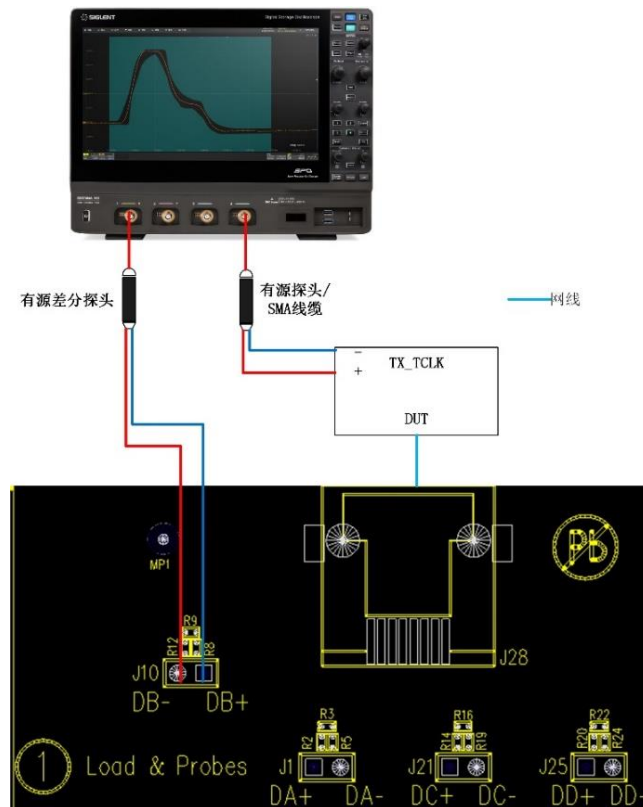 SIGLENT
Digital Storage Oscilloscope
SPO
有源差分探头
有源探头/
SMA线缆
网线
-
+
TX_TCLK
DUT
Pb
MP1
R9
R12
R8
J10
DB-
DB+
J28
1
Load & Probes
R3
R2
R5
J1
DA+
DA-
R16
R14
R19
J21
DC+
DC-
R22
R20
R24
J25
DD+
DD-